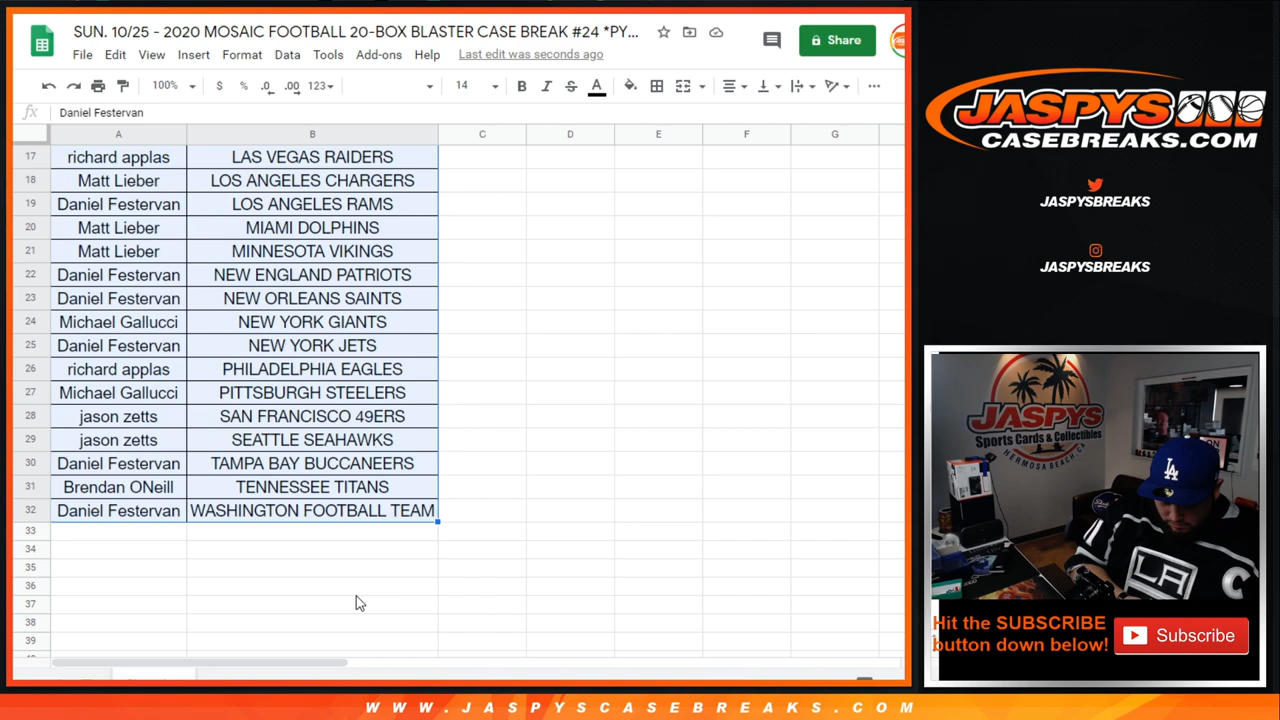 SUN. 10/25 - 2020 MOSAIC FOOTBALL 20-BOX BLASTER CASE BREAK #24 *PY...
Share
File Edit View Insert Format Data Tools Add-ons Help Last edit was seconds ago
100% $ % .0 .00 123 14 B I S A
fx Daniel Festervan
A B C D E F G
17 richard applas LAS VEGAS RAIDERS
18 Matt Lieber LOS ANGELES CHARGERS
19 Daniel Festervan LOS ANGELES RAMS
20 Matt Lieber MIAMI DOLPHINS
21 Matt Lieber MINNESOTA VIKINGS
22 Daniel Festervan NEW ENGLAND PATRIOTS
23 Daniel Festervan NEW ORLEANS SAINTS
24 Michael Gallucci NEW YORK GIANTS
25 Daniel Festervan NEW YORK JETS
26 richard applas PHILADELPHIA EAGLES
27 Michael Gallucci PITTSBURGH STEELERS
28 jason zetts SAN FRANCISCO 49ERS
29 jason zetts SEATTLE SEAHAWKS
30 Daniel Festervan TAMPA BAY BUCCANEERS
31 Brendan ONeill TENNESSEE TITANS
32 Daniel Festervan WASHINGTON FOOTBALL TEAM
33
34
35
36
37
38
39
JASPYS
CASEBREAKS.COM
JASPYSBREAKS
JASPYSBREAKS
JASPYS
Sports Cards & Collectibles
HERMOSA BEACH, CA
LA
LA
C
Hit the SUBSCRIBE
button down below!
Subscribe
WWW.JASPYSCASEBREAKS.COM